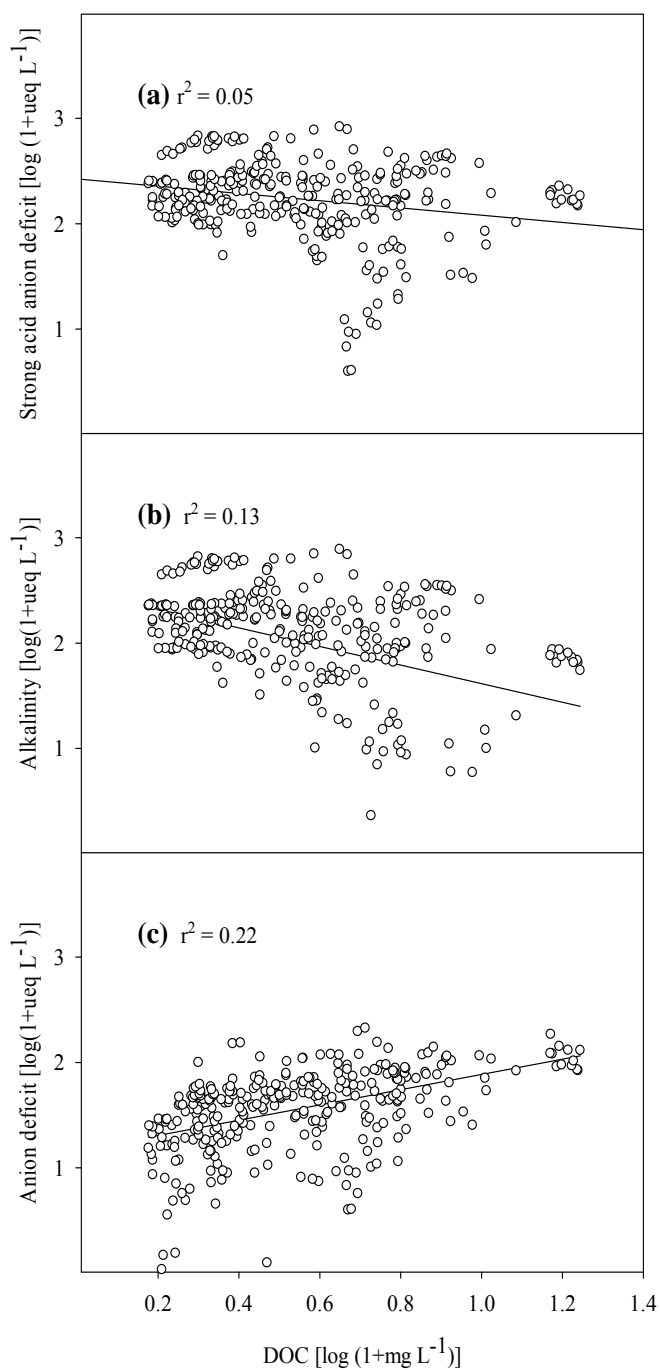 Strong acid anion deficit [log (1+ueq L⁻¹)]
(a) r² = 0.05
3
2
1
Alkalinity [log(1+ueq L⁻¹)]
(b) r² = 0.13
3
2
1
Anion deficit [log(1+ueq L⁻¹)]
(c) r² = 0.22
3
2
1
0.2 0.4 0.6 0.8 1.0 1.2 1.4
DOC [log (1+mg L⁻¹)]